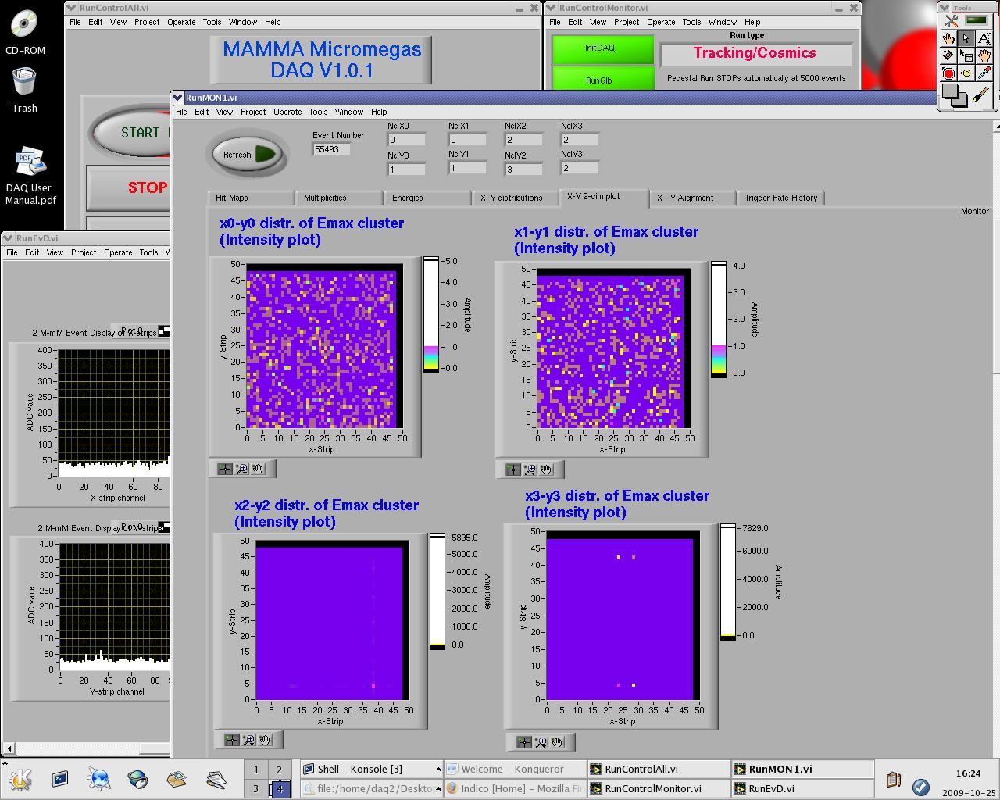 CD-ROM
Trash
DAQ User
Manual.pdf
RunControlAll.vi
File Edit View Project Operate Tools Window Help
MAMMA Micromegas
DAQ V1.0.1
START
STOP
RunControlMonitor.vi
File Edit View Project Operate Tools Window Help
InitDAQ
RunGlb
Run type
Tracking/Cosmics
Pedestal Run STOPs automatically at 5000 events
Tools
RunMON1.vi
File Edit View Project Operate Tools Window Help
Refresh
Event Number
55493
NclX0 NclX1 NclX2 NclX3
0 0 2 2
NclY0 NclY1 NclY2 NclY3
1 1 3 2
Hit Maps Multiplicities Energies X, Y distributions X-Y 2-dim plot X - Y Alignment Trigger Rate History
Monitor
x0-y0 distr. of Emax cluster
(Intensity plot)
50
45
40
35
30
25
20
15
10
5
0
y-Strip
0 5 10 15 20 25 30 35 40 45 50
x-Strip
5.0
4.0
3.0
2.0
1.0
0.0
Amplitude
x1-y1 distr. of Emax cluster
(Intensity plot)
50
45
40
35
30
25
20
15
10
5
0
y-Strip
0 5 10 15 20 25 30 35 40 45 50
x-Strip
4.0
3.0
2.0
1.0
0.0
Amplitude
x2-y2 distr. of Emax cluster
(Intensity plot)
50
45
40
35
30
25
20
15
10
5
0
y-Strip
0 5 10 15 20 25 30 35 40 45 50
x-Strip
5895.0
5000.0
4000.0
3000.0
2000.0
1000.0
0.0
Amplitude
x3-y3 distr. of Emax cluster
(Intensity plot)
50
45
40
35
30
25
20
15
10
5
0
y-Strip
0 5 10 15 20 25 30 35 40 45 50
x-Strip
7629.0
6000.0
4000.0
2000.0
0.0
Amplitude
RunEvD.vi
File Edit View Project Operate Tools
Plot 0
2 M-mM Event Display of X-strips
400
350
300
250
200
150
100
50
0
ADC value
0 20 40 60 80
X-strip channel
Plot 0
2 M-mM Event Display of Y-strips
400
350
300
250
200
150
100
50
0
ADC value
0 20 40 60 80
Y-strip channel
1 2
3 4
Shell - Konsole [3] Welcome - Konqueror RunControlAll.vi RunMON1.vi
file:/home/daq2/Desktop Indico [Home] - Mozilla RunControlMonitor.vi RunEvD.vi
16:24
2009-10-25